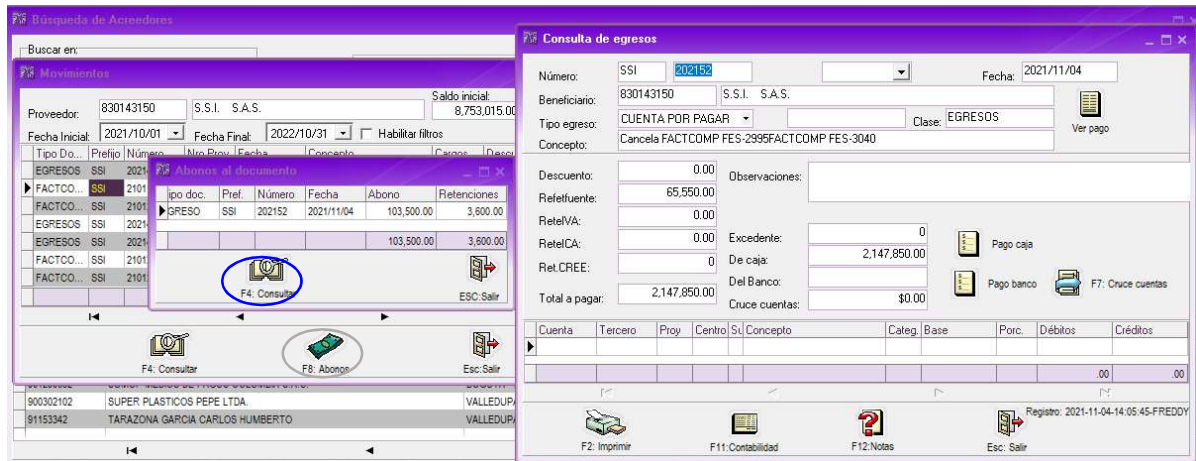 Búsqueda de Acreedores
Buscar en:
Movimientos
Saldo inicial:
Proveedor: 830143150 S.S.I. S.A.S. 8,753,015.00
Fecha Inicial: 2021/10/01 Fecha Final: 2022/10/31 Habilitar filtros
Tipo Do... Prefijo Número Nro Prov Fecha Concepto Cargos
EGRESOS SSI
FACTCO... SSI 2101
FACTCO... SSI 2101
EGRESOS SSI
EGRESOS SSI
FACTCO... SSI 2101
FACTCO... SSI 2101
F4: Consultar F8: Abonos Esc:Salir
900302102 SUPER PLASTICOS PEPE LTDA. VALLEDUPA
91153342 TARAZONA GARCIA CARLOS HUMBERTO VALLEDUPA
Abonos al documento
ipo doc. Pref. Número Fecha Abono Retenciones
GRESO SSI 202152 2021/11/04 103,500.00 3,600.00
103,500.00 3,600.00
F4: Consultar ESC:Salir
Consulta de egresos
Número: SSI 202152 Fecha: 2021/11/04
Beneficiario: 830143150 S.S.I. S.A.S.
Tipo egreso: CUENTA POR PAGAR Clase: EGRESOS
Ver pago
Concepto: Cancela FACTCOMP FES-2995FACTCOMP FES-3040
Descuento: 0.00 Observaciones:
Refetfuente: 65,550.00
ReteIVA: 0.00
ReteICA: 0.00 Excedente: 0
Pago caja
Ret.CREE: 0 De caja: 2,147,850.00
Del Banco:
Pago banco F7: Cruce cuentas
Total a pagar: 2,147,850.00 Cruce cuentas: $0.00
Cuenta Tercero Proy Centro Su Concepto Categ. Base Porc. Débitos Créditos
.00 .00
Registro: 2021-11-04-14:05:45-FREDDY
F2: Imprimir F11:Contabilidad F12:Notas Esc: Salir